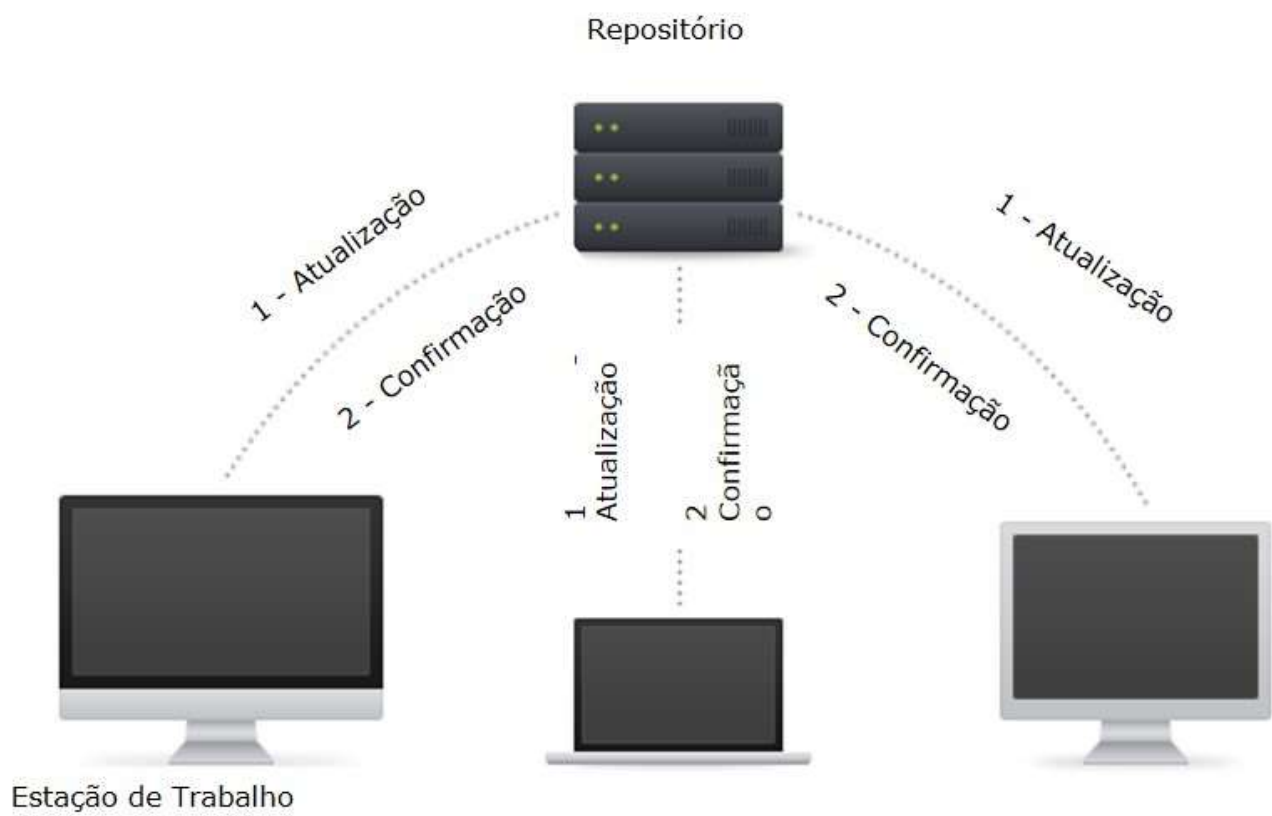 Repositório
1 - Atualização
2 - Confirmação
1 -
Atualização
2
Confirmaçã
o
1 - Atualização
2 - Confirmação
Estação de Trabalho